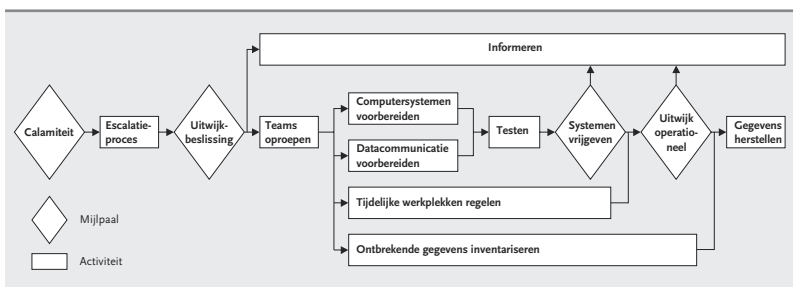 Informeren
Calamiteit
Escalatie-
proces
Uitwijk-
beslissing
Teams
oproepen
Computersystemen
voorbereiden
Datacommunicatie
voorbereiden
Testen
Systemen
vrijgeven
Uitwijk
operatio-
neel
Gegevens
herstellen
Tijdelijke werkplekken regelen
Ontbrekende gegevens inventariseren
Mijlpaal
Activiteit